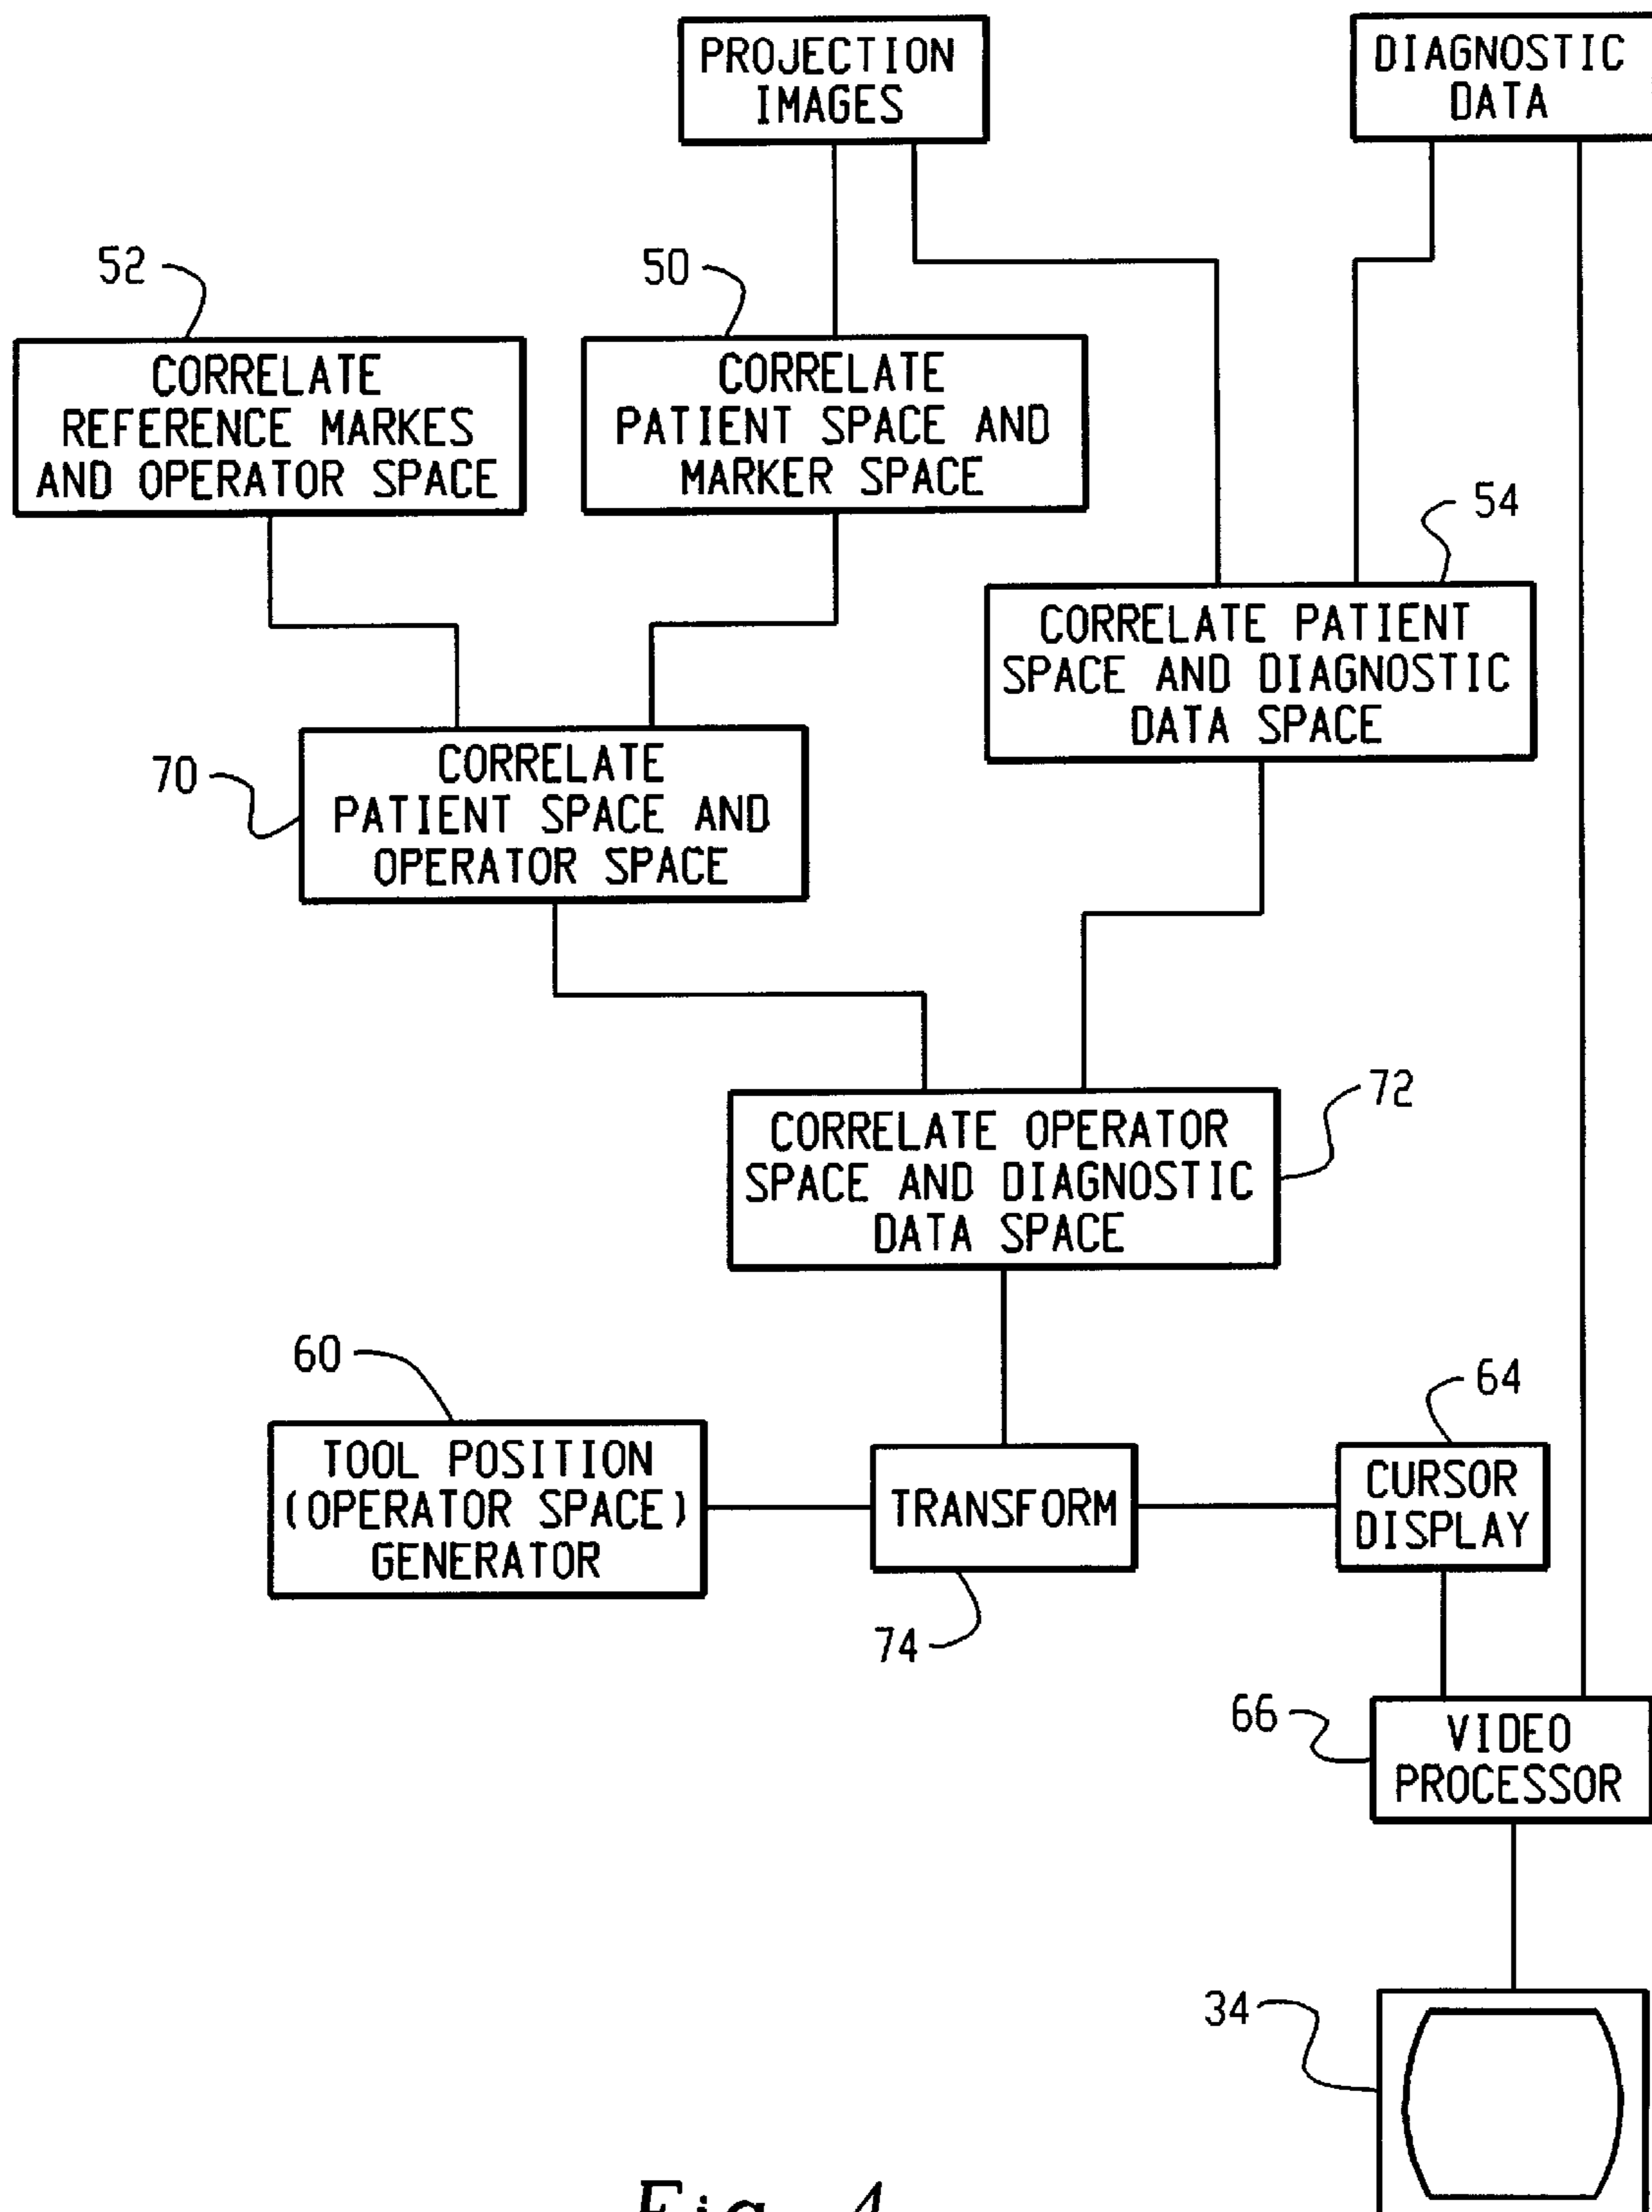 PROJECTION
IMAGES
DIAGNOSTIC
DATA
52
50
CORRELATE
REFERENCE MARKES
AND OPERATOR SPACE
CORRELATE
PATIENT SPACE AND
MARKER SPACE
54
CORRELATE PATIENT
SPACE AND DIAGNOSTIC
DATA SPACE
70
CORRELATE
PATIENT SPACE AND
OPERATOR SPACE
72
CORRELATE OPERATOR
SPACE AND DIAGNOSTIC
DATA SPACE
60
64
TOOL POSITION
(OPERATOR SPACE)
GENERATOR
TRANSFORM
CURSOR
DISPLAY
74
66
VIDEO
PROCESSOR
34
Fig. 4